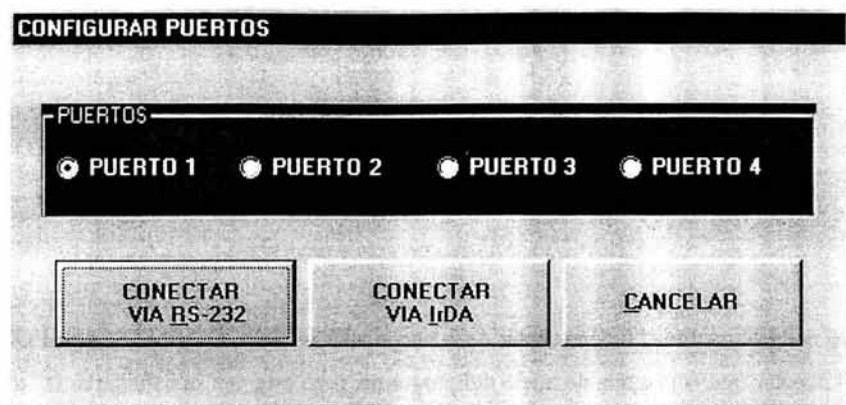 CONFIGURAR PUERTOS
PUERTOS
PUERTO 1 PUERTO 2 PUERTO 3 PUERTO 4
CONECTAR
VIA RS-232
CONECTAR
VIA IrDA
CANCELAR